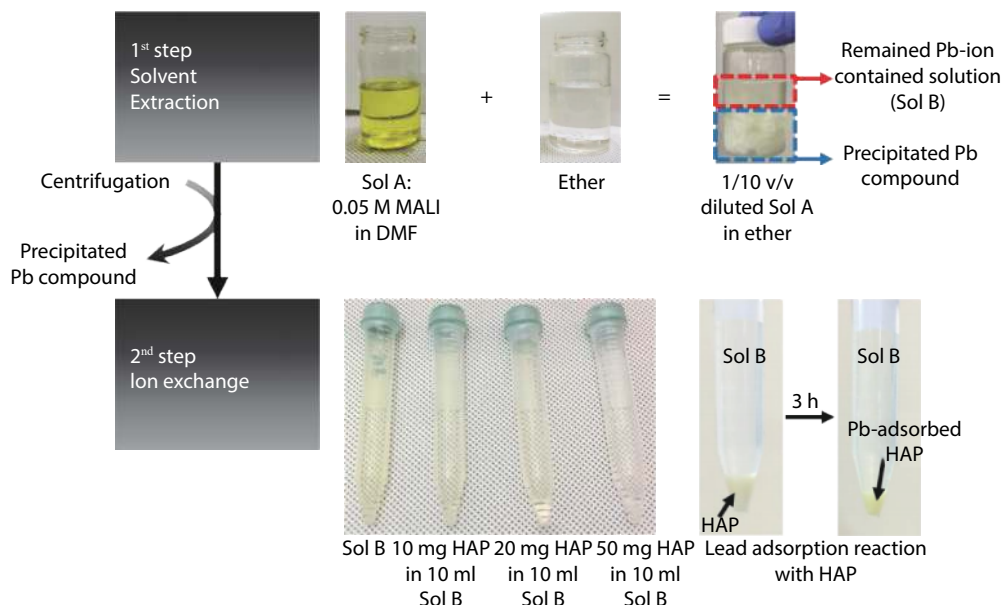 1st step
Solvent
Extraction
+
=
Remained Pb-ion
contained solution
(Sol B)
Precipitated Pb
compound
Sol A:
0.05 M MALI
in DMF
Ether
1/10 v/v
diluted Sol A
in ether
Centrifugation
Precipitated
Pb compound
2nd step
Ion exchange
Sol B
10 mg HAP
in 10 ml
Sol B
20 mg HAP
in 10 ml
Sol B
50 mg HAP
in 10 ml
Sol B
Sol B
HAP
3 h
Sol B
Pb-adsorbed
HAP
Lead adsorption reaction
with HAP